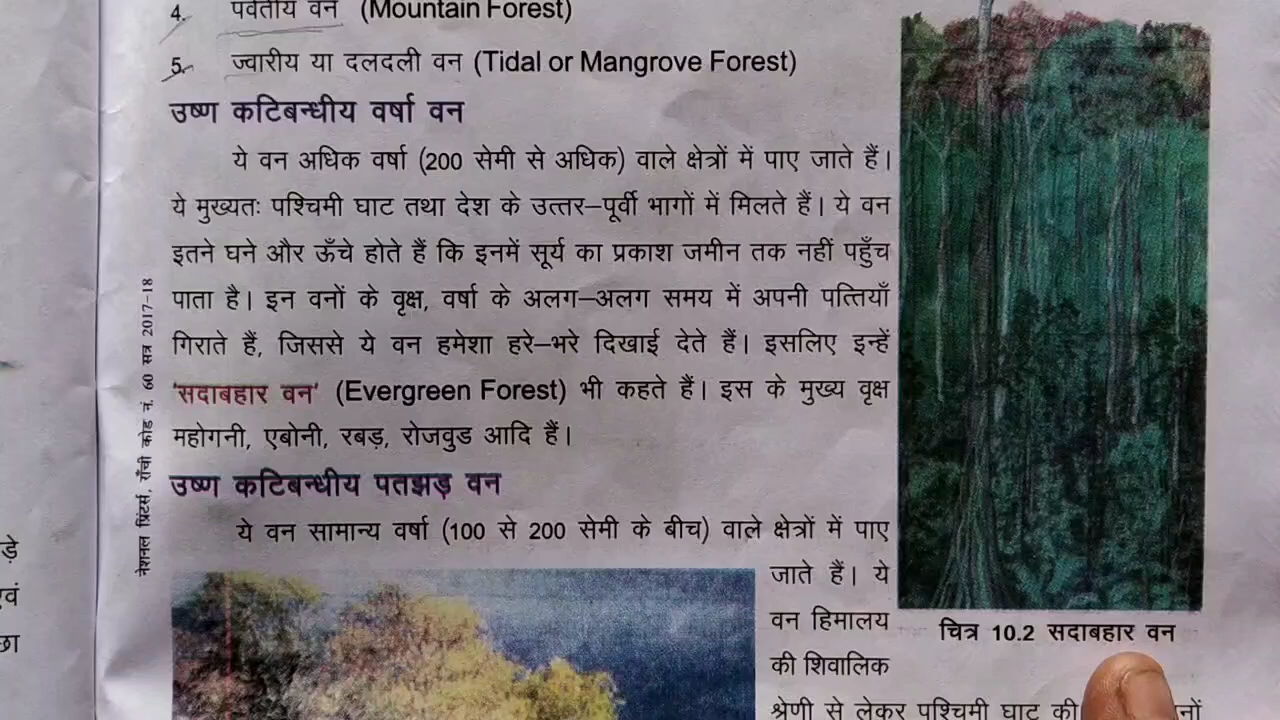 4. पर्वतीय वन (Mountain Forest)
5. ज्वारीय या दलदली वन (Tidal or Mangrove Forest)
उष्ण कटिबन्धीय वर्षा वन
ये वन अधिक वर्षा (200 सेमी से अधिक) वाले क्षेत्रों में पाए जाते हैं।
ये मुख्यतः पश्चिमी घाट तथा देश के उत्तर–पूर्वी भागों में मिलते हैं। ये वन
इतने घने और ऊँचे होते हैं कि इनमें सूर्य का प्रकाश जमीन तक नहीं पहुँच
पाता है। इन वनों के वृक्ष, वर्षा के अलग–अलग समय में अपनी पत्तियाँ
गिराते हैं, जिससे ये वन हमेशा हरे–भरे दिखाई देते हैं। इसलिए इन्हें
'सदाबहार वन' (Evergreen Forest) भी कहते हैं। इस के मुख्य वृक्ष
महोगनी, एबोनी, रबड़, रोजवुड आदि हैं।
उष्ण कटिबन्धीय पतझड़ वन
ये वन सामान्य वर्षा (100 से 200 सेमी के बीच) वाले क्षेत्रों में पाए
जाते हैं। ये
वन हिमालय
की शिवालिक
श्रेणी से लेकर पश्चिमी घाट की
चित्र 10.2 सदाबहार वन
नेशनल प्रिंटर्स, राँची कोड नं. 60 सत्र 2017-18